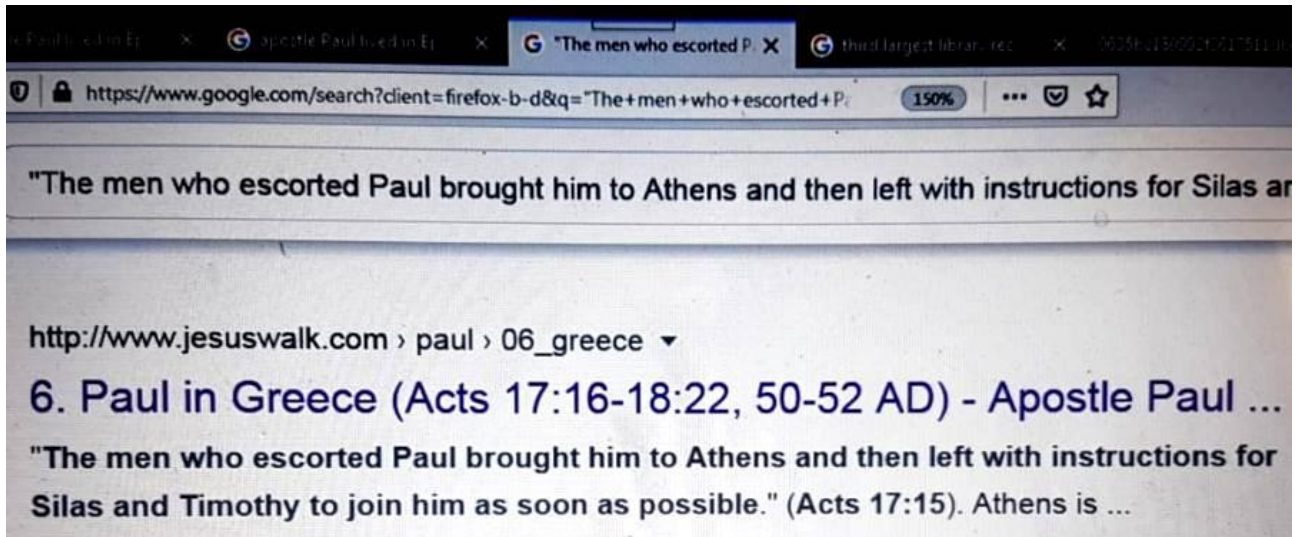 "The men who escorted P
https://www.google.com/search?client=firefox-b-d&q="The+men+who+escorted+Pa
150%
"The men who escorted Paul brought him to Athens and then left with instructions for Silas an
http://www.jesuswalk.com › paul › 06_greece
6. Paul in Greece (Acts 17:16-18:22, 50-52 AD) - Apostle Paul ...
"The men who escorted Paul brought him to Athens and then left with instructions for
Silas and Timothy to join him as soon as possible." (Acts 17:15). Athens is ...